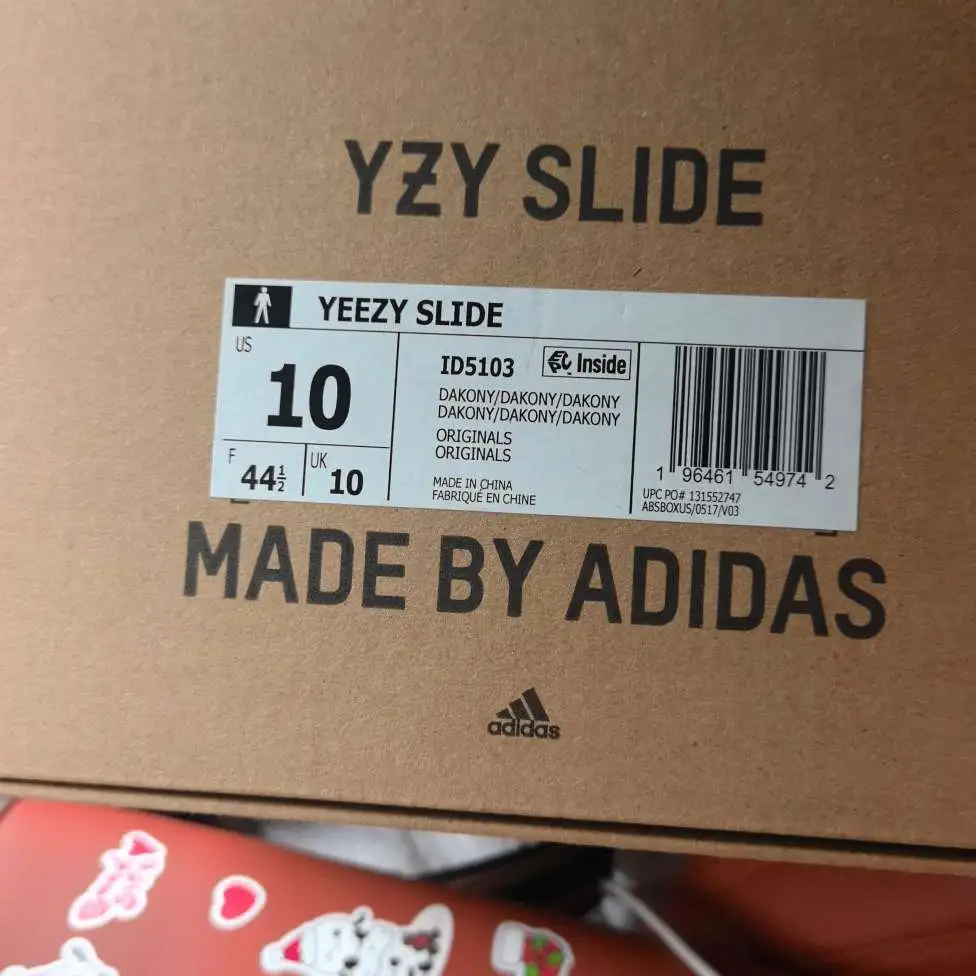 YZY SLIDE
YEEZY SLIDE
US
10
F
44½
UK
10
ID5103
Inside
DAKONY/DAKONY/DAKONY
DAKONY/DAKONY/DAKONY
ORIGINALS
ORIGINALS
MADE IN CHINA
FABRIQUÉ EN CHINE
1 96461 54974 2
UPC PO# 131552747
ABSBOXUS/0517/V03
MADE BY ADIDAS
adidas